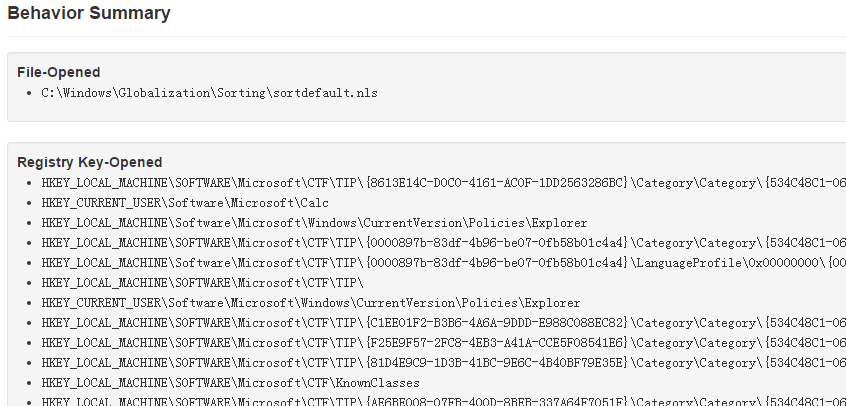 Behavior Summary
File-Opened
C:\Windows\Globalization\Sorting\sortdefault.nls
Registry Key-Opened
HKEY_LOCAL_MACHINE\SOFTWARE\Microsoft\CTF\TIP\{8613E14C-D0C0-4161-AC0F-1DD2563286BC}\Category\Category\{534C48C1-06
HKEY_CURRENT_USER\Software\Microsoft\Calc
HKEY_LOCAL_MACHINE\SOFTWARE\Microsoft\Windows\CurrentVersion\Policies\Explorer
HKEY_LOCAL_MACHINE\SOFTWARE\Microsoft\CTF\TIP\{0000897b-83df-4b96-be07-0fb58b01c4a4}\Category\Category\{534C48C1-06
HKEY_LOCAL_MACHINE\SOFTWARE\Microsoft\CTF\TIP\{0000897b-83df-4b96-be07-0fb58b01c4a4}\LanguageProfile\0x00000000\{00
HKEY_LOCAL_MACHINE\SOFTWARE\Microsoft\CTF\TIP\
HKEY_CURRENT_USER\Software\Microsoft\Windows\CurrentVersion\Policies\Explorer
HKEY_LOCAL_MACHINE\SOFTWARE\Microsoft\CTF\TIP\{C1EE01F2-B3B6-4A6A-9DDD-E988C088EC82}\Category\Category\{534C48C1-06
HKEY_LOCAL_MACHINE\SOFTWARE\Microsoft\CTF\TIP\{F25E9F57-2FC8-4EB3-A41A-CCE5F08541E6}\Category\Category\{534C48C1-06
HKEY_LOCAL_MACHINE\SOFTWARE\Microsoft\CTF\TIP\{81D4E9C9-1D3B-41BC-9E6C-4B40BF79E35E}\Category\Category\{534C48C1-06
HKEY_LOCAL_MACHINE\SOFTWARE\Microsoft\CTF\KnownClasses
HKEY_LOCAL_MACHINE\SOFTWARE\Microsoft\CTF\TIP\{AE6BE008-07FB-400D-8BEB-337A64F7051F}\Category\Category\{534C48C1-06